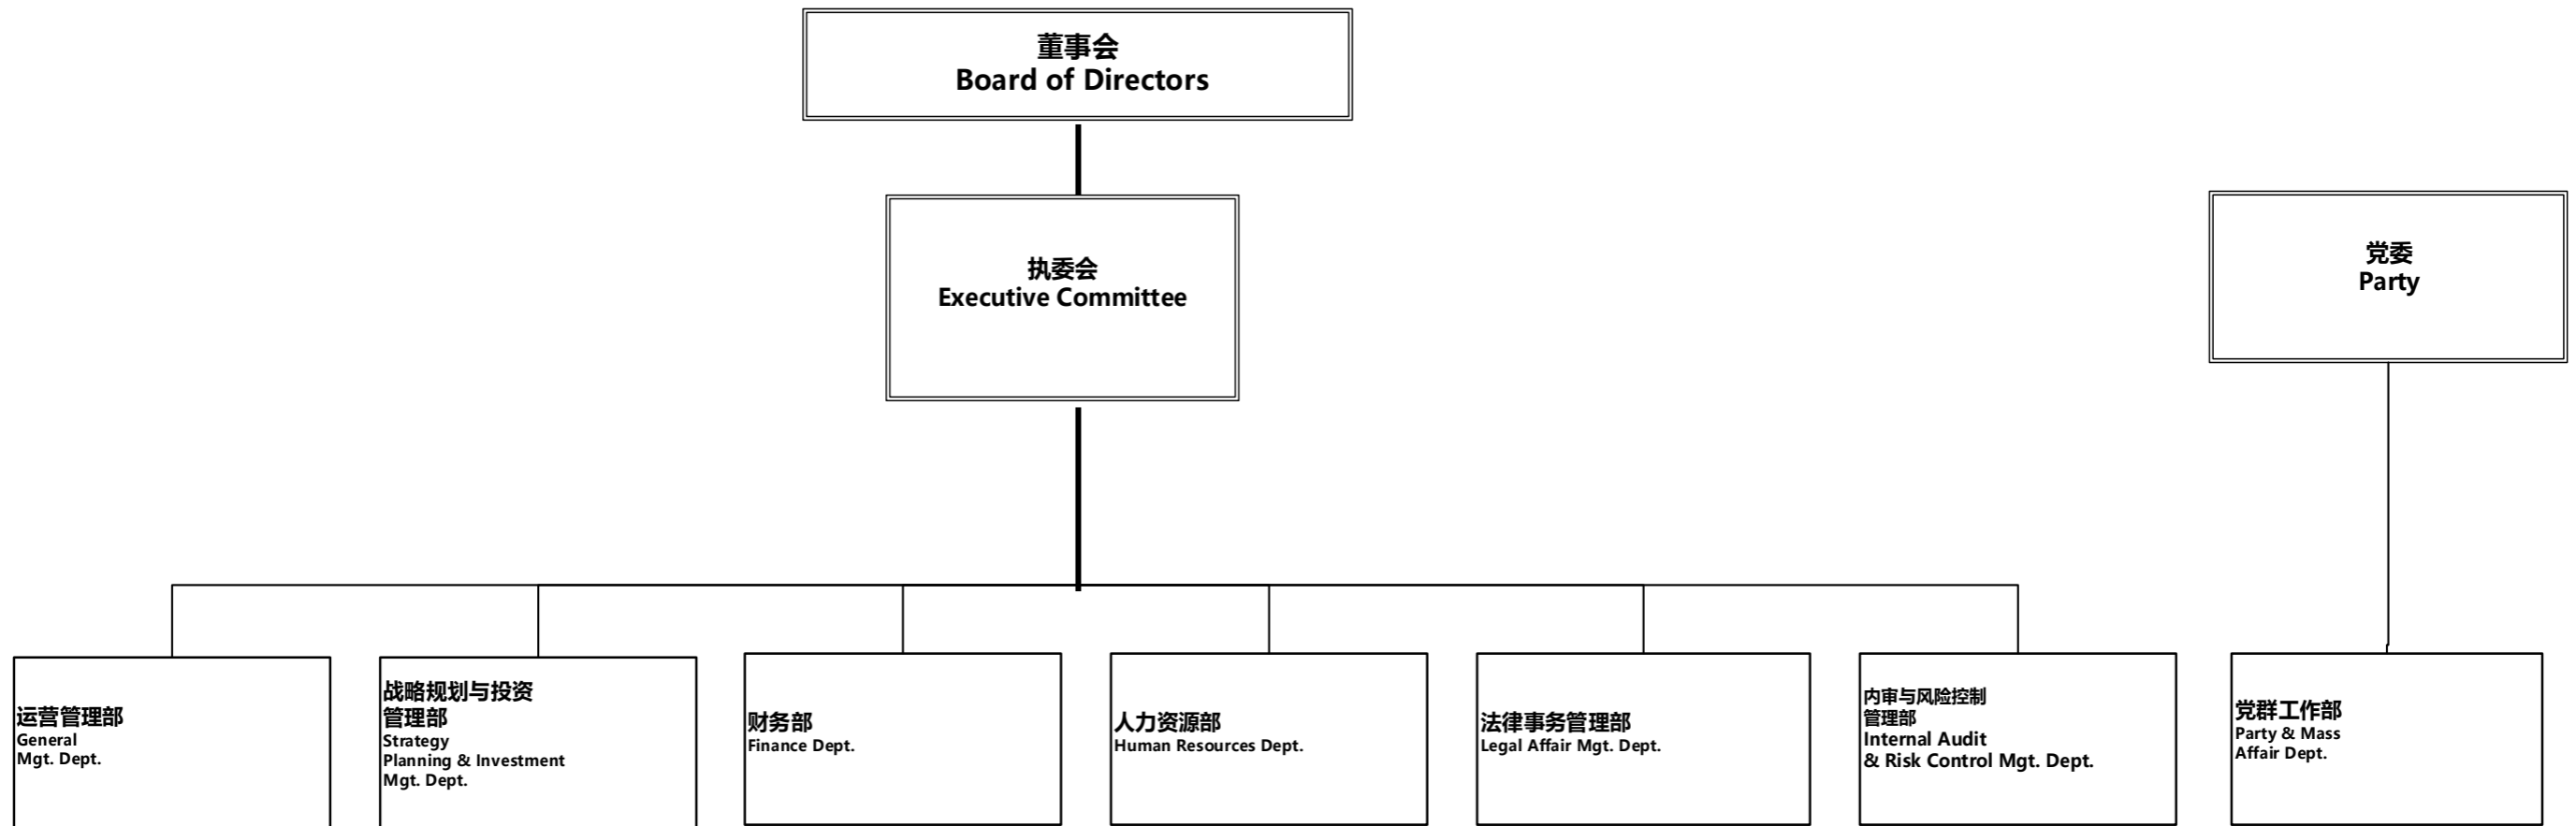 董事会
Board of Directors
执委会
Executive Committee
党委
Party
运营管理部
General
Mgt. Dept.
战略规划与投资
管理部
Strategy
Planning & Investment
Mgt. Dept.
财务部
Finance Dept.
人力资源部
Human Resources Dept.
法律事务管理部
Legal Affair Mgt. Dept.
内审与风险控制
管理部
Internal Audit
& Risk Control Mgt. Dept.
党群工作部
Party & Mass
Affair Dept.